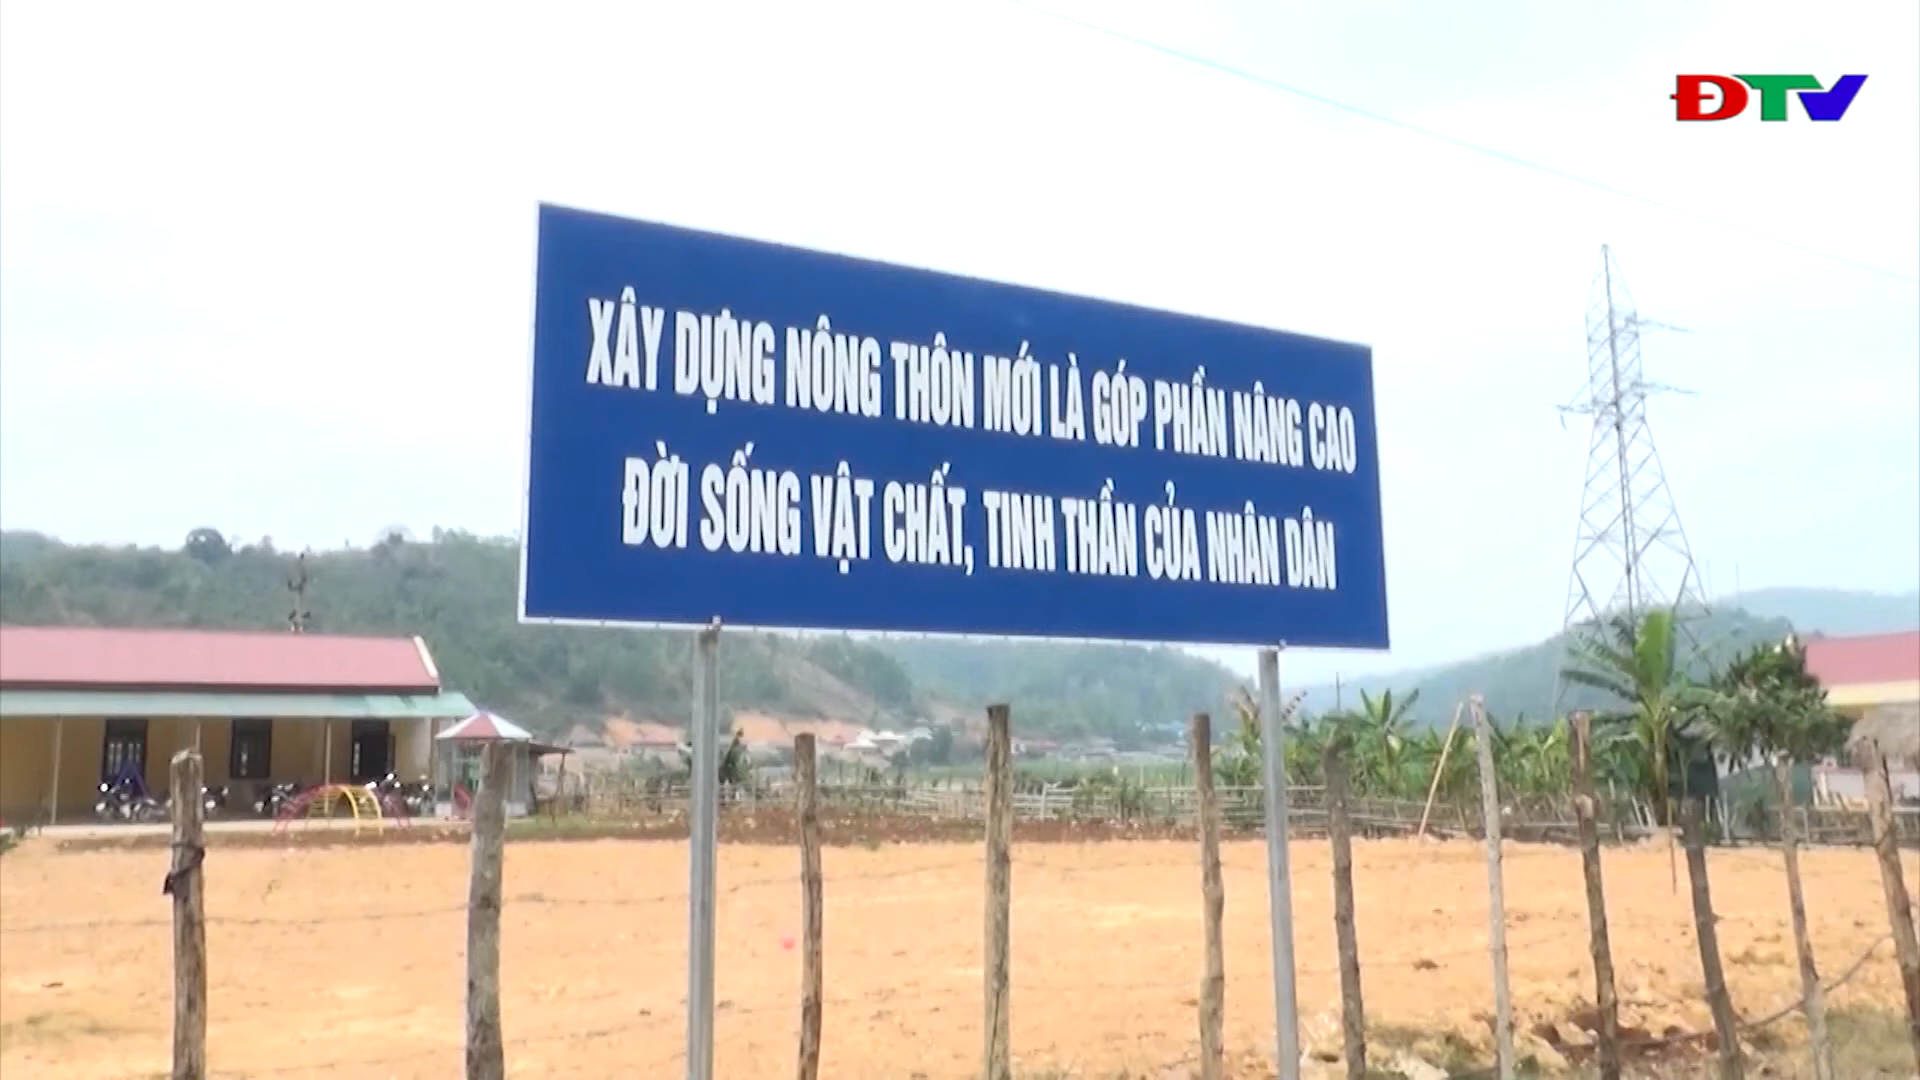 ĐTV
XÂY DỰNG NÔNG THÔN MỚI LÀ GÓP PHẦN NÂNG CAO
ĐỜI SỐNG VẬT CHẤT, TINH THẦN CỦA NHÂN DÂN